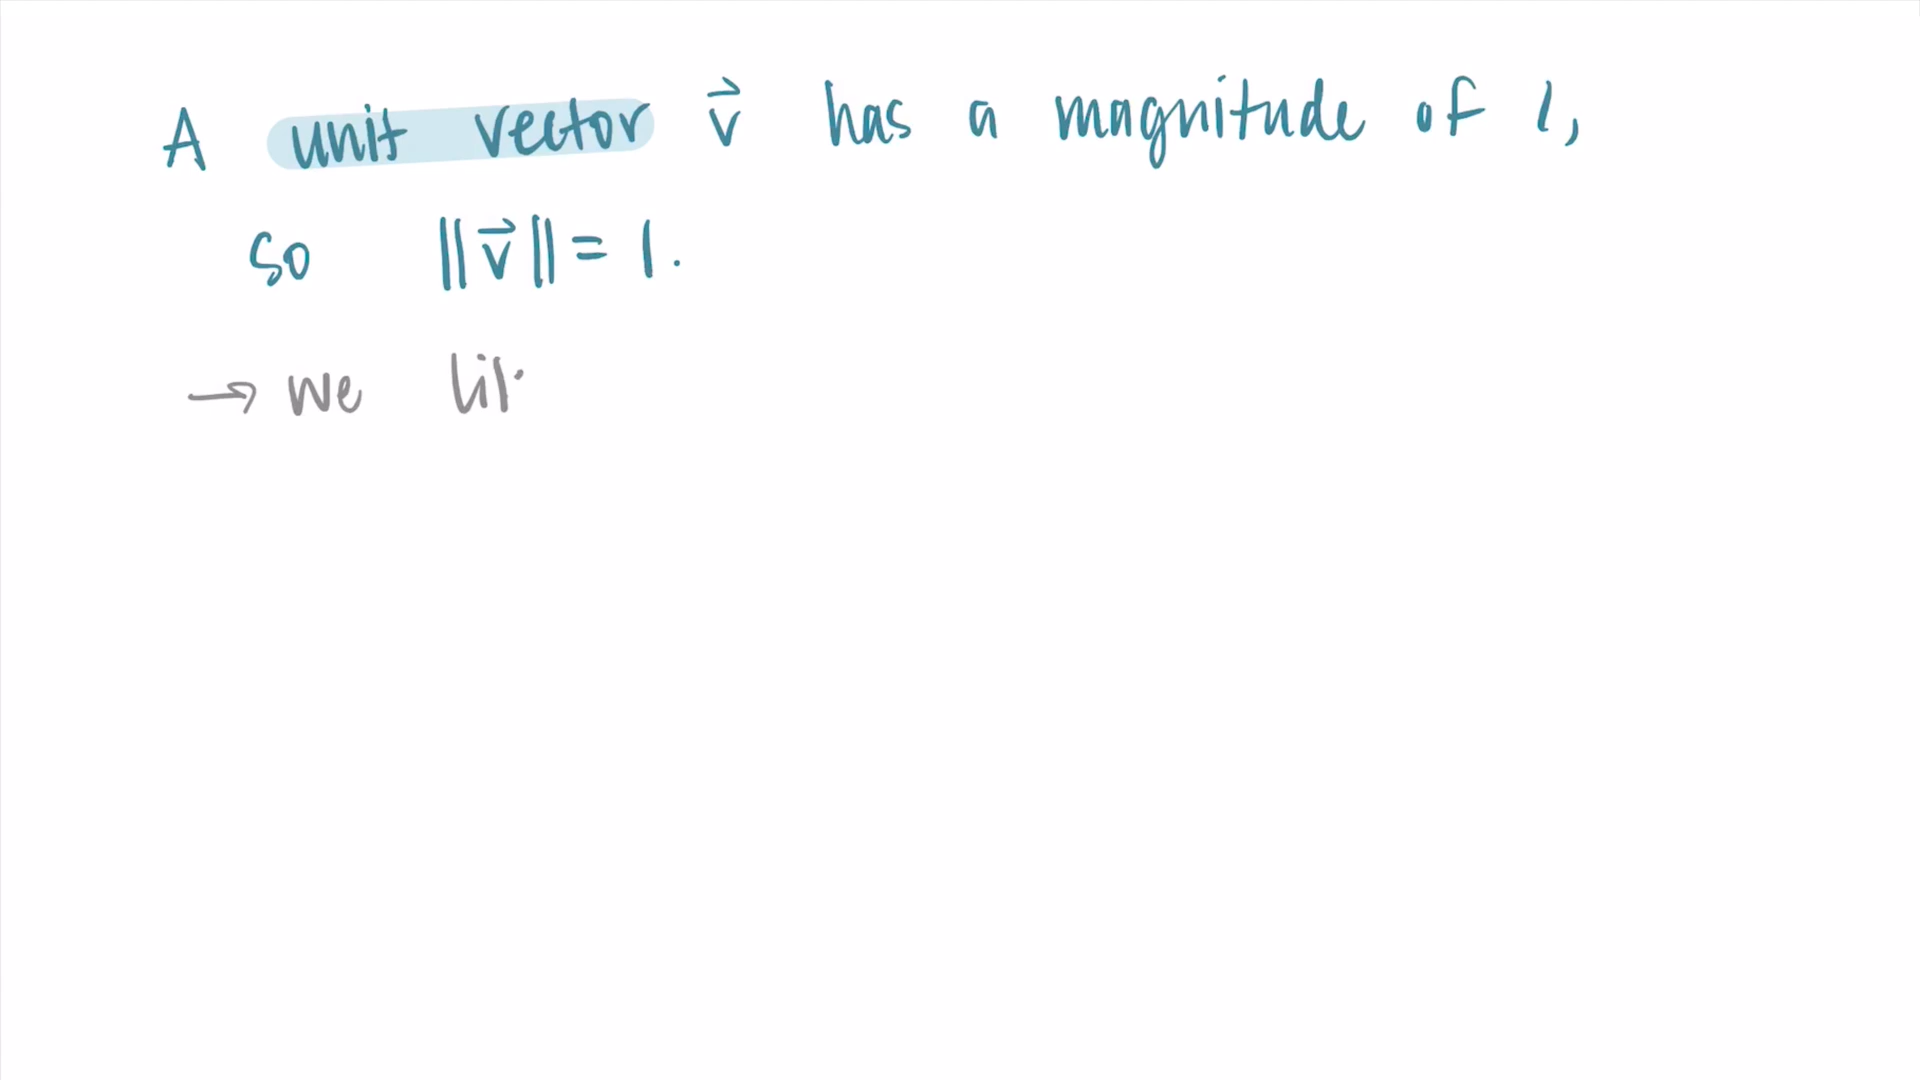 A unit vector v⃗ has a magnitude of 1,
so ||v⃗|| = 1.
→ We